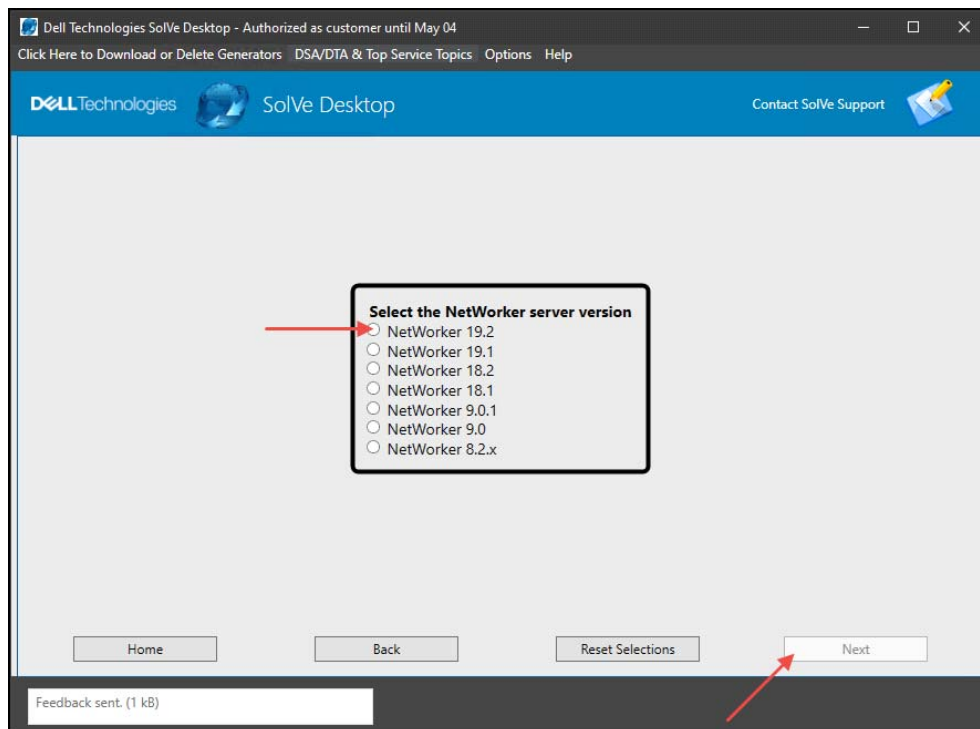 Dell Technologies SolVe Desktop - Authorized as customer until May 04
Click Here to Download or Delete Generators DSA/DTA & Top Service Topics Options Help
DELLTechnologies SolVe Desktop Contact SolVe Support
Select the NetWorker server version
NetWorker 19.2
NetWorker 19.1
NetWorker 18.2
NetWorker 18.1
NetWorker 9.0.1
NetWorker 9.0
NetWorker 8.2.x
Home Back Reset Selections Next
Feedback sent. (1 kB)